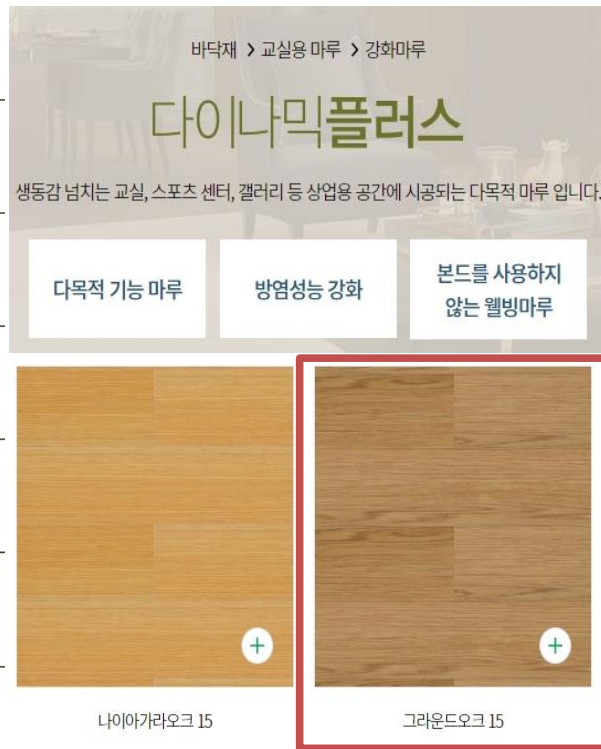 바닥재 > 교실용 마루 > 강화마루
다이나믹플러스
생동감 넘치는 교실, 스포츠 센터, 갤러리 등 상업용 공간에 시공되는 다목적 마루 입니다.
다목적 기능 마루
방염성능 강화
본드를 사용하지
않는 웰빙마루
나이아가라오크 15
그라운드오크 15